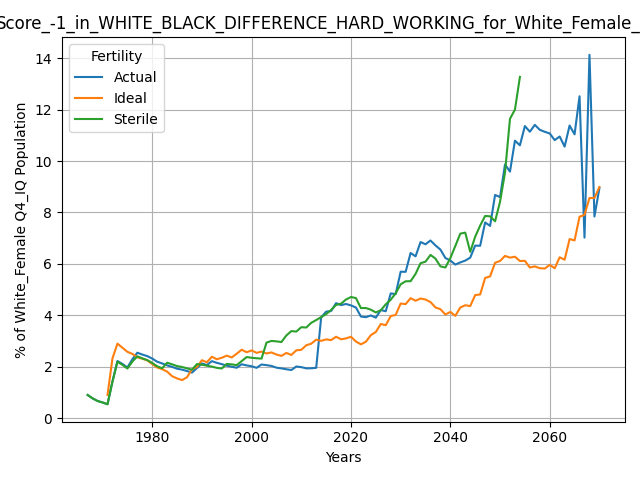 Score_-1_in_WHITE_BLACK_DIFFERENCE_HARD_WORKING_for_White_Female_
Fertility
Actual
Ideal
Sterile
% of White_Female Q4_IQ Population
14
12
10
8
6
4
2
0
1980
2000
2020
2040
2060
Years